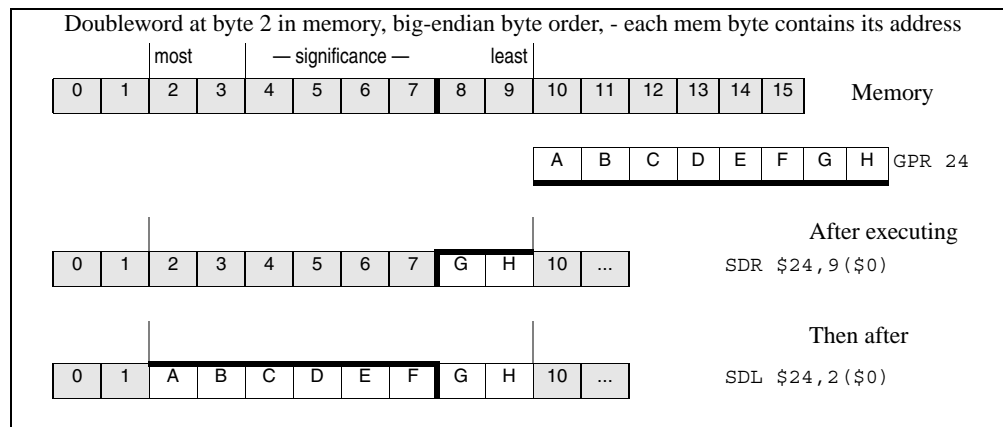 Doubleword at byte 2 in memory, big-endian byte order, - each mem byte contains its address
most — significance — least
0 1 2 3 4 5 6 7 8 9 10 11 12 13 14 15 Memory
A B C D E F G H GPR 24
After executing
0 1 2 3 4 5 6 7 G H 10 ... SDR $24,9($0)
Then after
0 1 A B C D E F G H 10 ... SDL $24,2($0)